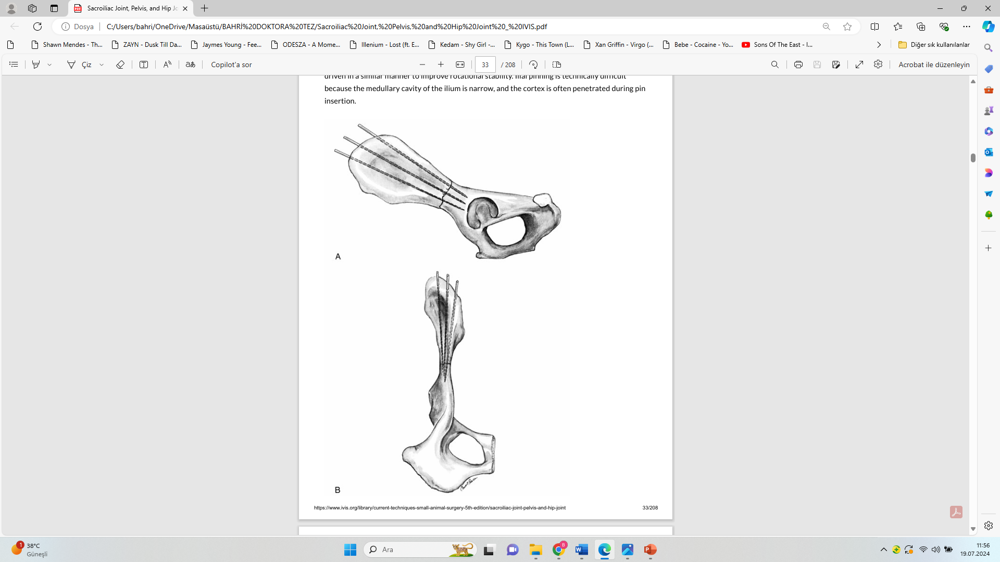 Sacroiliac Joint, Pelvis, and Hip Jo
Dosya
C:/Users/bahri/OneDrive/Masaüstü/BAHRİ%20DOKTORA%20TEZ/Sacroiliac%20Joint,%20Pelvis,%20and%20Hip%20Joint%20_%20IVIS.pdf
Shawn Mendes - Th...
ZAYN - Dusk Till Da...
Jaymes Young - Fee...
ODESZA - A Mome...
Illenium - Lost (ft. E...
Kedam - Shy Girl -...
Kygo - This Town (L...
Xan Griffin - Virgo (...
Bebe - Cocaine - Yo...
Sons Of The East - I...
Diğer sık kullanılanlar
Çiz
Copilot'a sor
33
/ 208
Acrobat ile düzenleyin
driven in a similar manner to improve rotational stability. Ilial pinning is technically difficult
because the medullary cavity of the ilium is narrow, and the cortex is often penetrated during pin
insertion.
A
B
https://www.ivis.org/library/current-techniques-small-animal-surgery-5th-edition/sacroiliac-joint-pelvis-and-hip-joint
33/208
1
38°C
Güneşli
Ara
B
11:56
19.07.2024